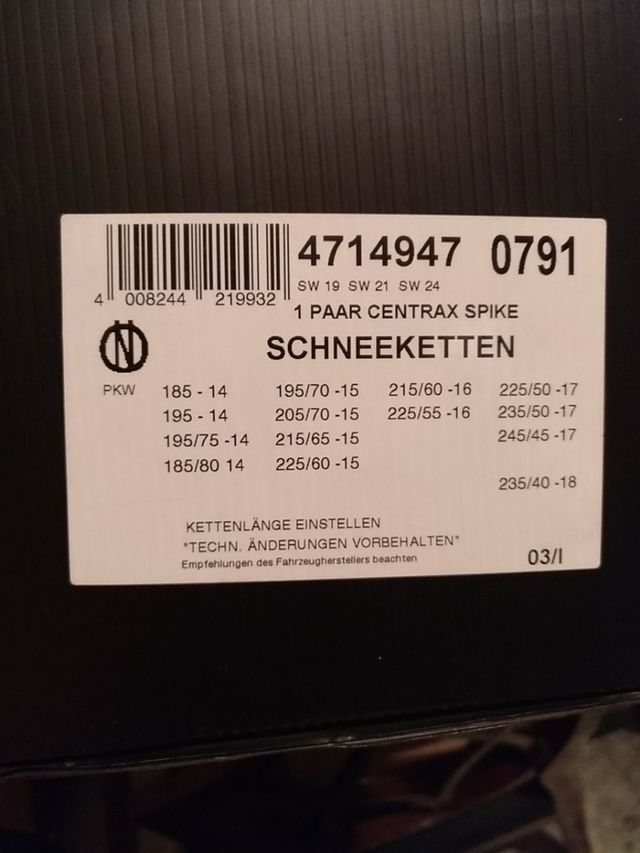 4714947 0791
4 008244 219932
SW 19 SW 21 SW 24
1 PAAR CENTRAX SPIKE
SCHNEEKETTEN
PKW
185 - 14 195/70 -15 215/60 -16 225/50 -17
195 - 14 205/70 -15 225/55 -16 235/50 -17
195/75 -14 215/65 -15 245/45 -17
185/80 14 225/60 -15
235/40 -18
KETTENLÄNGE EINSTELLEN
"TECHN. ÄNDERUNGEN VORBEHALTEN"
Empfehlungen des Fahrzeugherstellers beachten
03/I